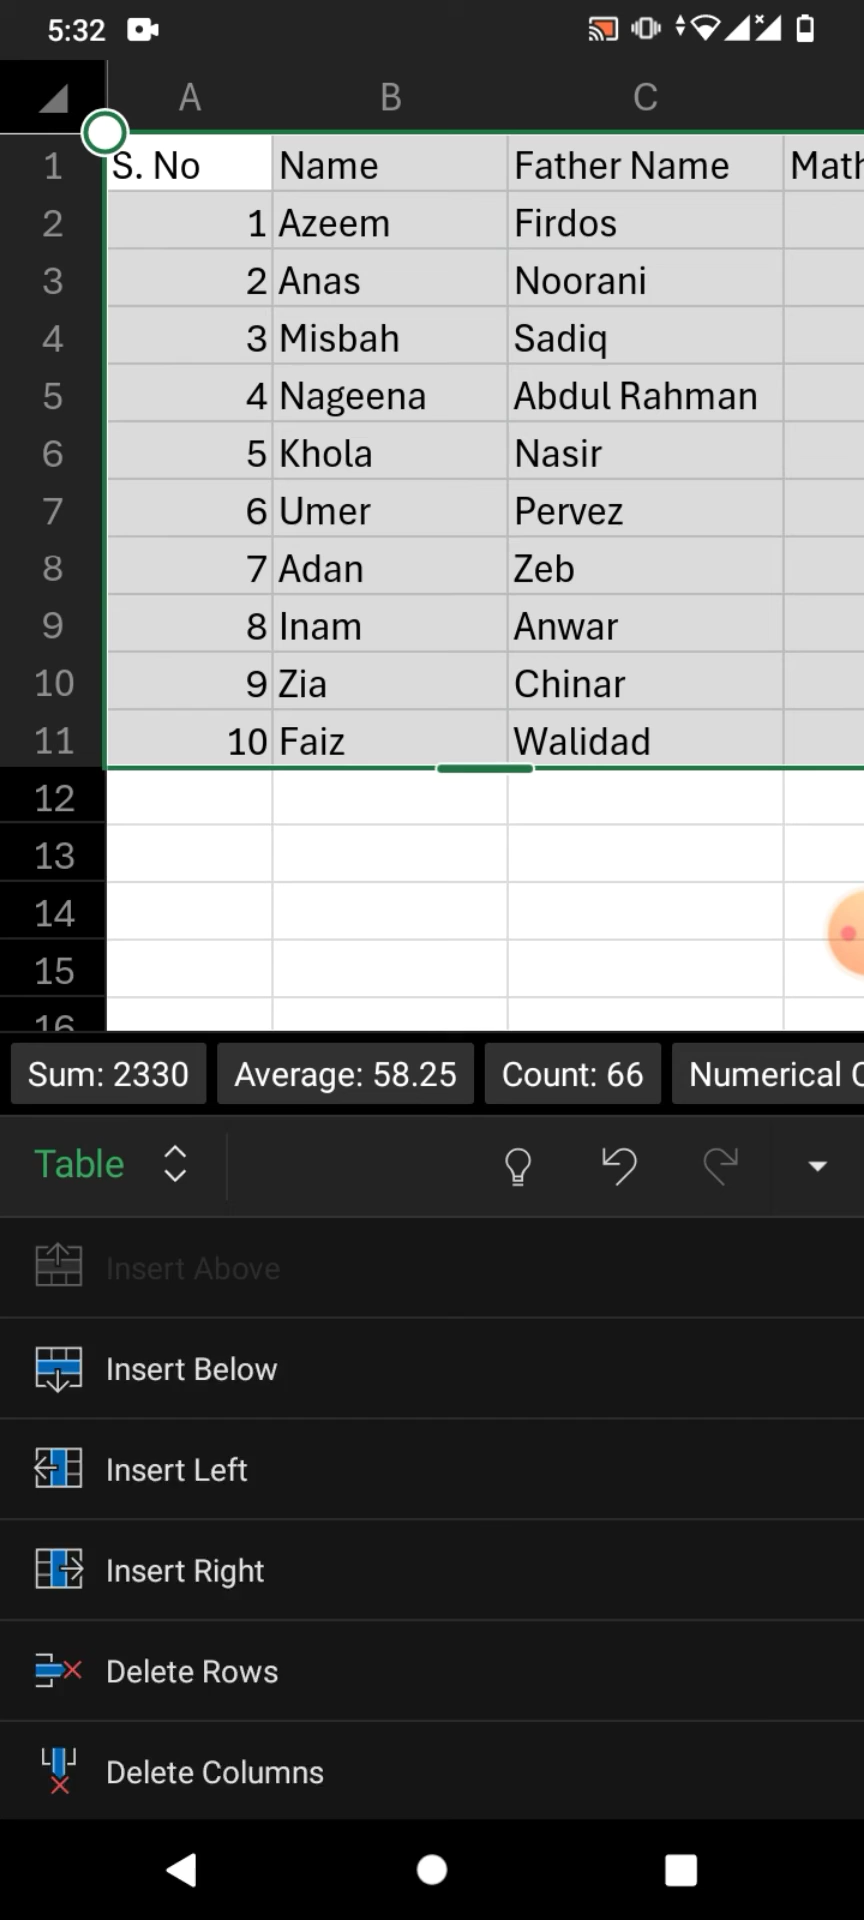 5:32
A B C
1 S. No Name Father Name Math
2 1 Azeem Firdos
3 2 Anas Noorani
4 3 Misbah Sadiq
5 4 Nageena Abdul Rahman
6 5 Khola Nasir
7 6 Umer Pervez
8 7 Adan Zeb
9 8 Inam Anwar
10 9 Zia Chinar
11 10 Faiz Walidad
12
13
14
15
16
Sum: 2330 Average: 58.25 Count: 66 Numerical C
Table
Insert Above
Insert Below
Insert Left
Insert Right
Delete Rows
Delete Columns